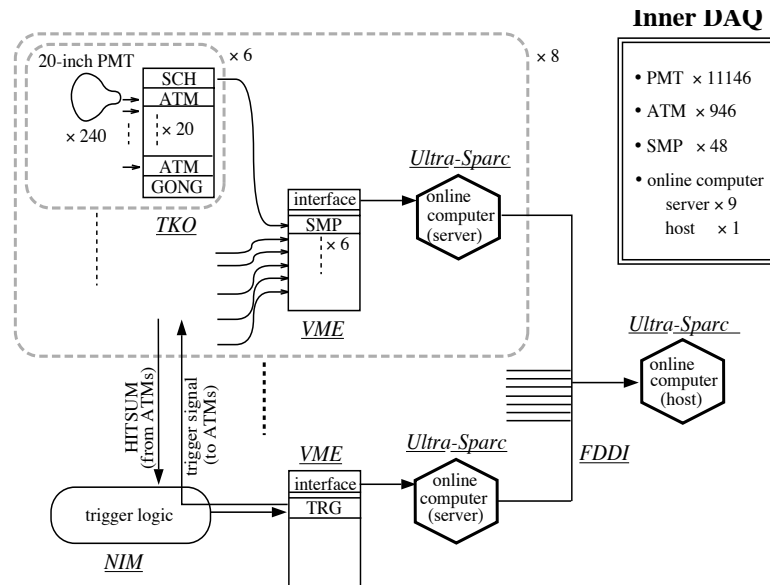 Inner DAQ
20-inch PMT
× 6
× 8
SCH
ATM
× 240
× 20
ATM
GONG
TKO
• PMT × 11146
• ATM × 946
• SMP × 48
• online computer
server × 9
host × 1
Ultra-Sparc
interface
SMP
× 6
VME
online
computer
(server)
Ultra-Sparc
online
computer
(host)
HITSUM
(from ATMs)
trigger signal
(to ATMs)
VME
interface
TRG
Ultra-Sparc
online
computer
(server)
FDDI
trigger logic
NIM